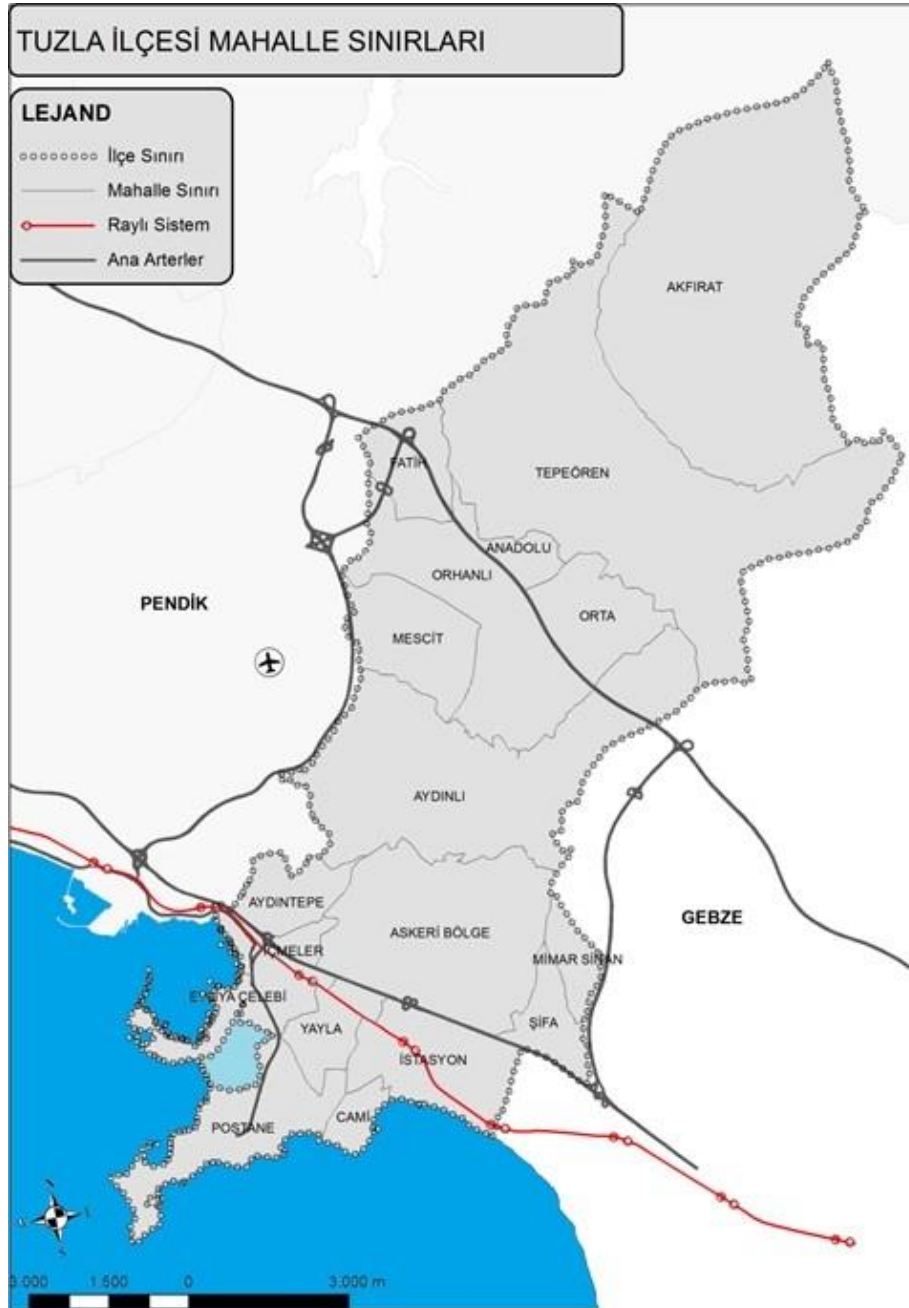 TUZLA İLÇESİ MAHALLE SINIRLARI
LEJAND
İlçe Sınırı
Mahalle Sınırı
Raylı Sistem
Ana Arterler
AKFIRAT
FATİH
TEPEÖREN
ANADOLU
ORHANLI
PENDİK
ORTA
MESCİT
AYDINLI
AYDINTEPE
GEBZE
ASKERİ BÖLGE
İÇMELER
MİMAR SİNAN
EVLİYA ÇELEBİ
ŞİFA
YAYLA
İSTASYON
CAMİ
POSTANE
3.000 1.500 0 3.000 m